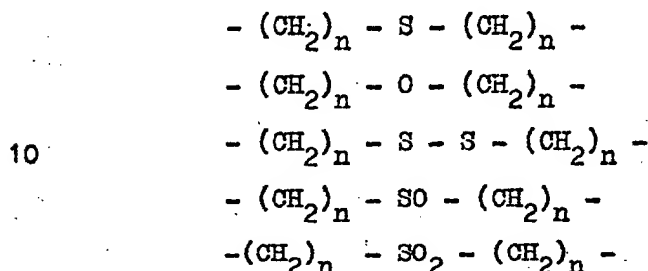 - (CH2)n - S - (CH2)n -
- (CH2)n - O - (CH2)n -
10 - (CH2)n - S - S - (CH2)n -
- (CH2)n - SO - (CH2)n -
-(CH2)n - SO2 - (CH2)n -